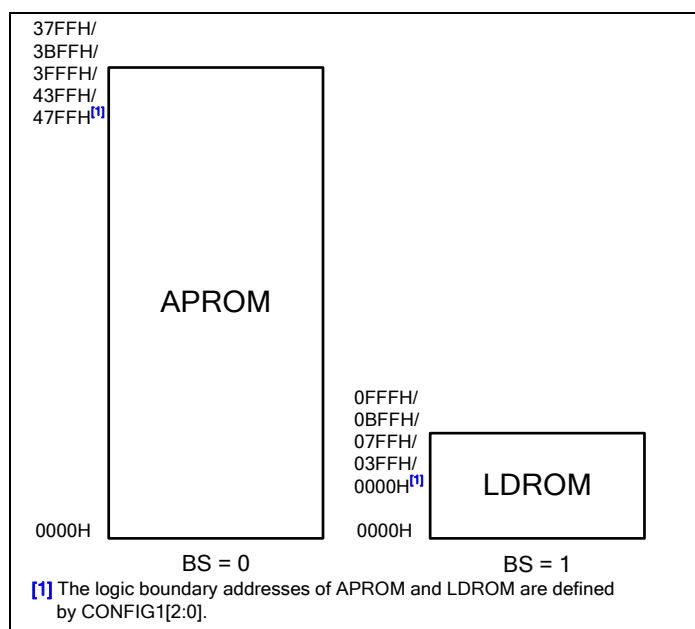 37FFH/
3BFFH/
3FFFH/
43FFH/
47FFH[1]
APROM
0FFFH/
0BFFH/
07FFH/
03FFH/
0000H[1]
LDROM
0000H
0000H
BS = 0
BS = 1
[1] The logic boundary addresses of APROM and LDROM are defined
by CONFIG1[2:0].